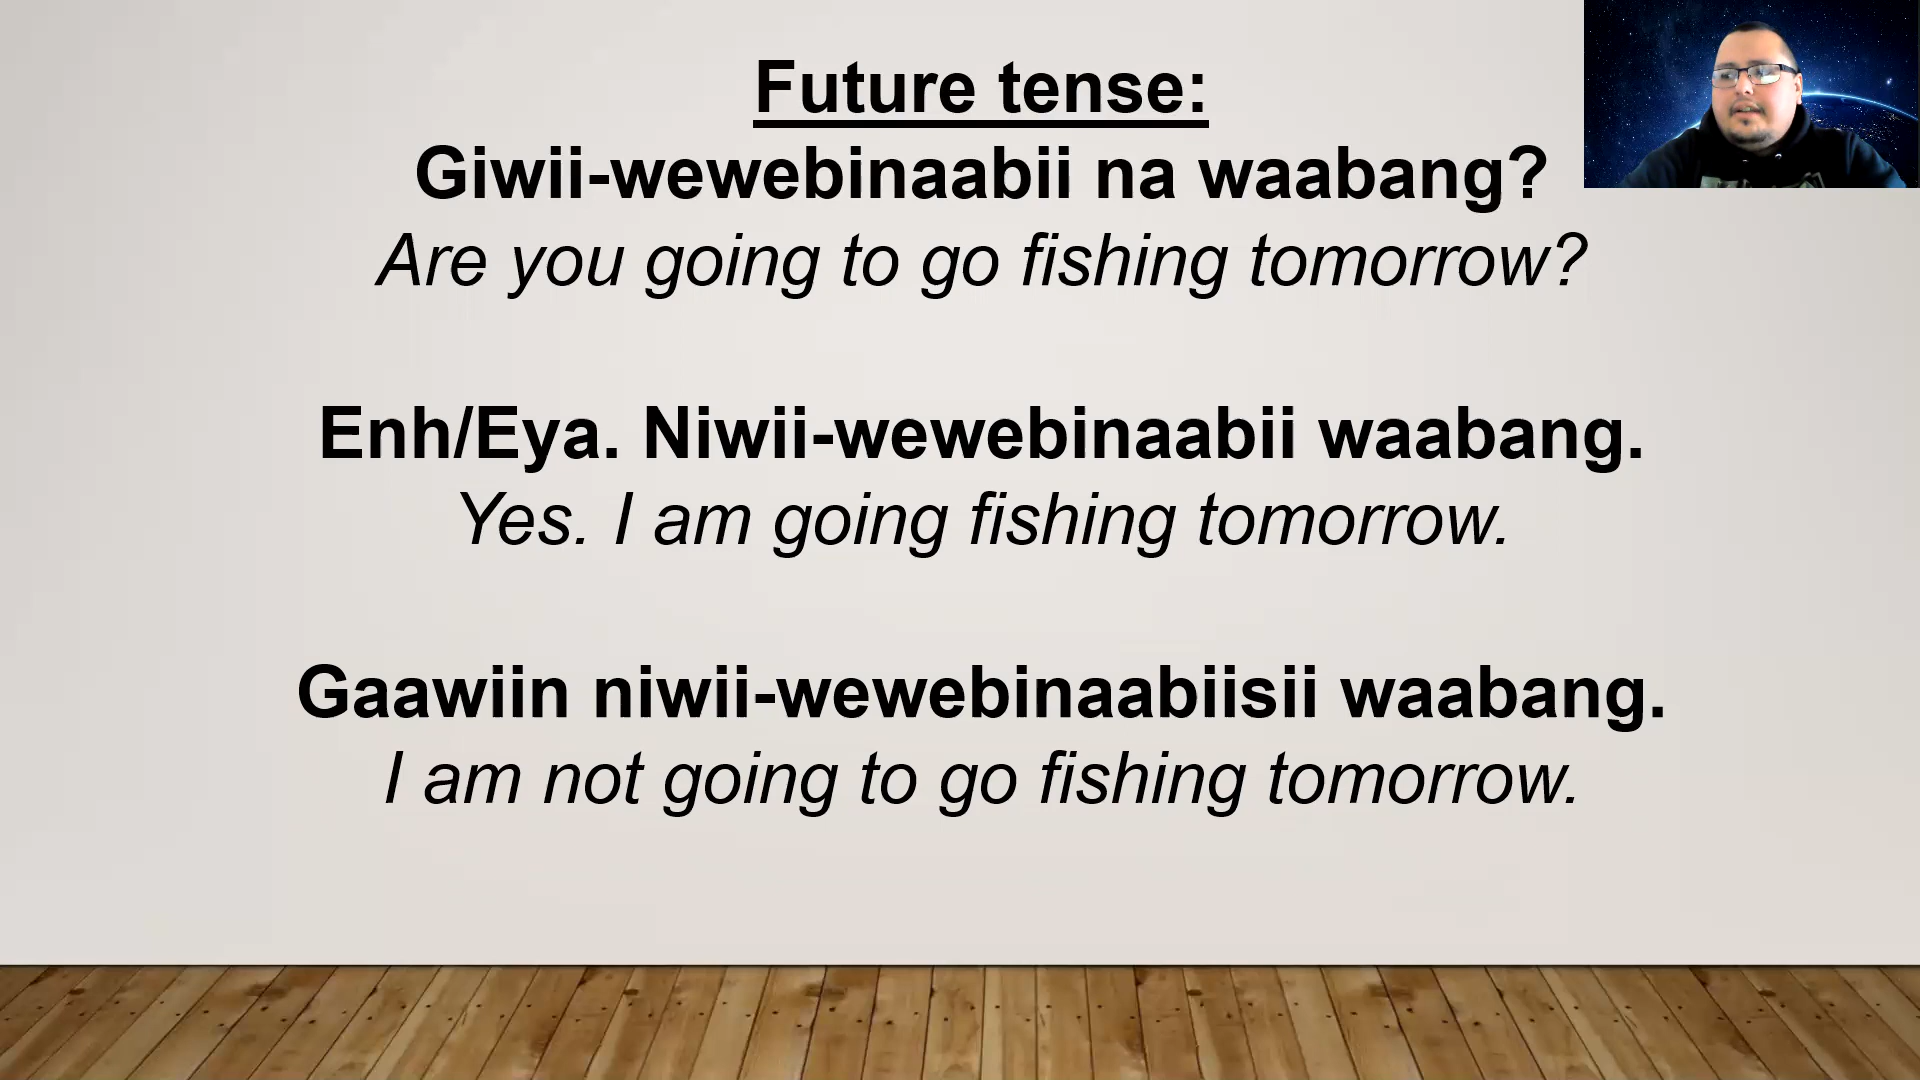 Future tense:
Giwii-wewebinaabii na waabang?
Are you going to go fishing tomorrow?
Enh/Eya. Niwii-wewebinaabii waabang.
Yes. I am going fishing tomorrow.
Gaawiin niwii-wewebinaabiisii waabang.
I am not going to go fishing tomorrow.